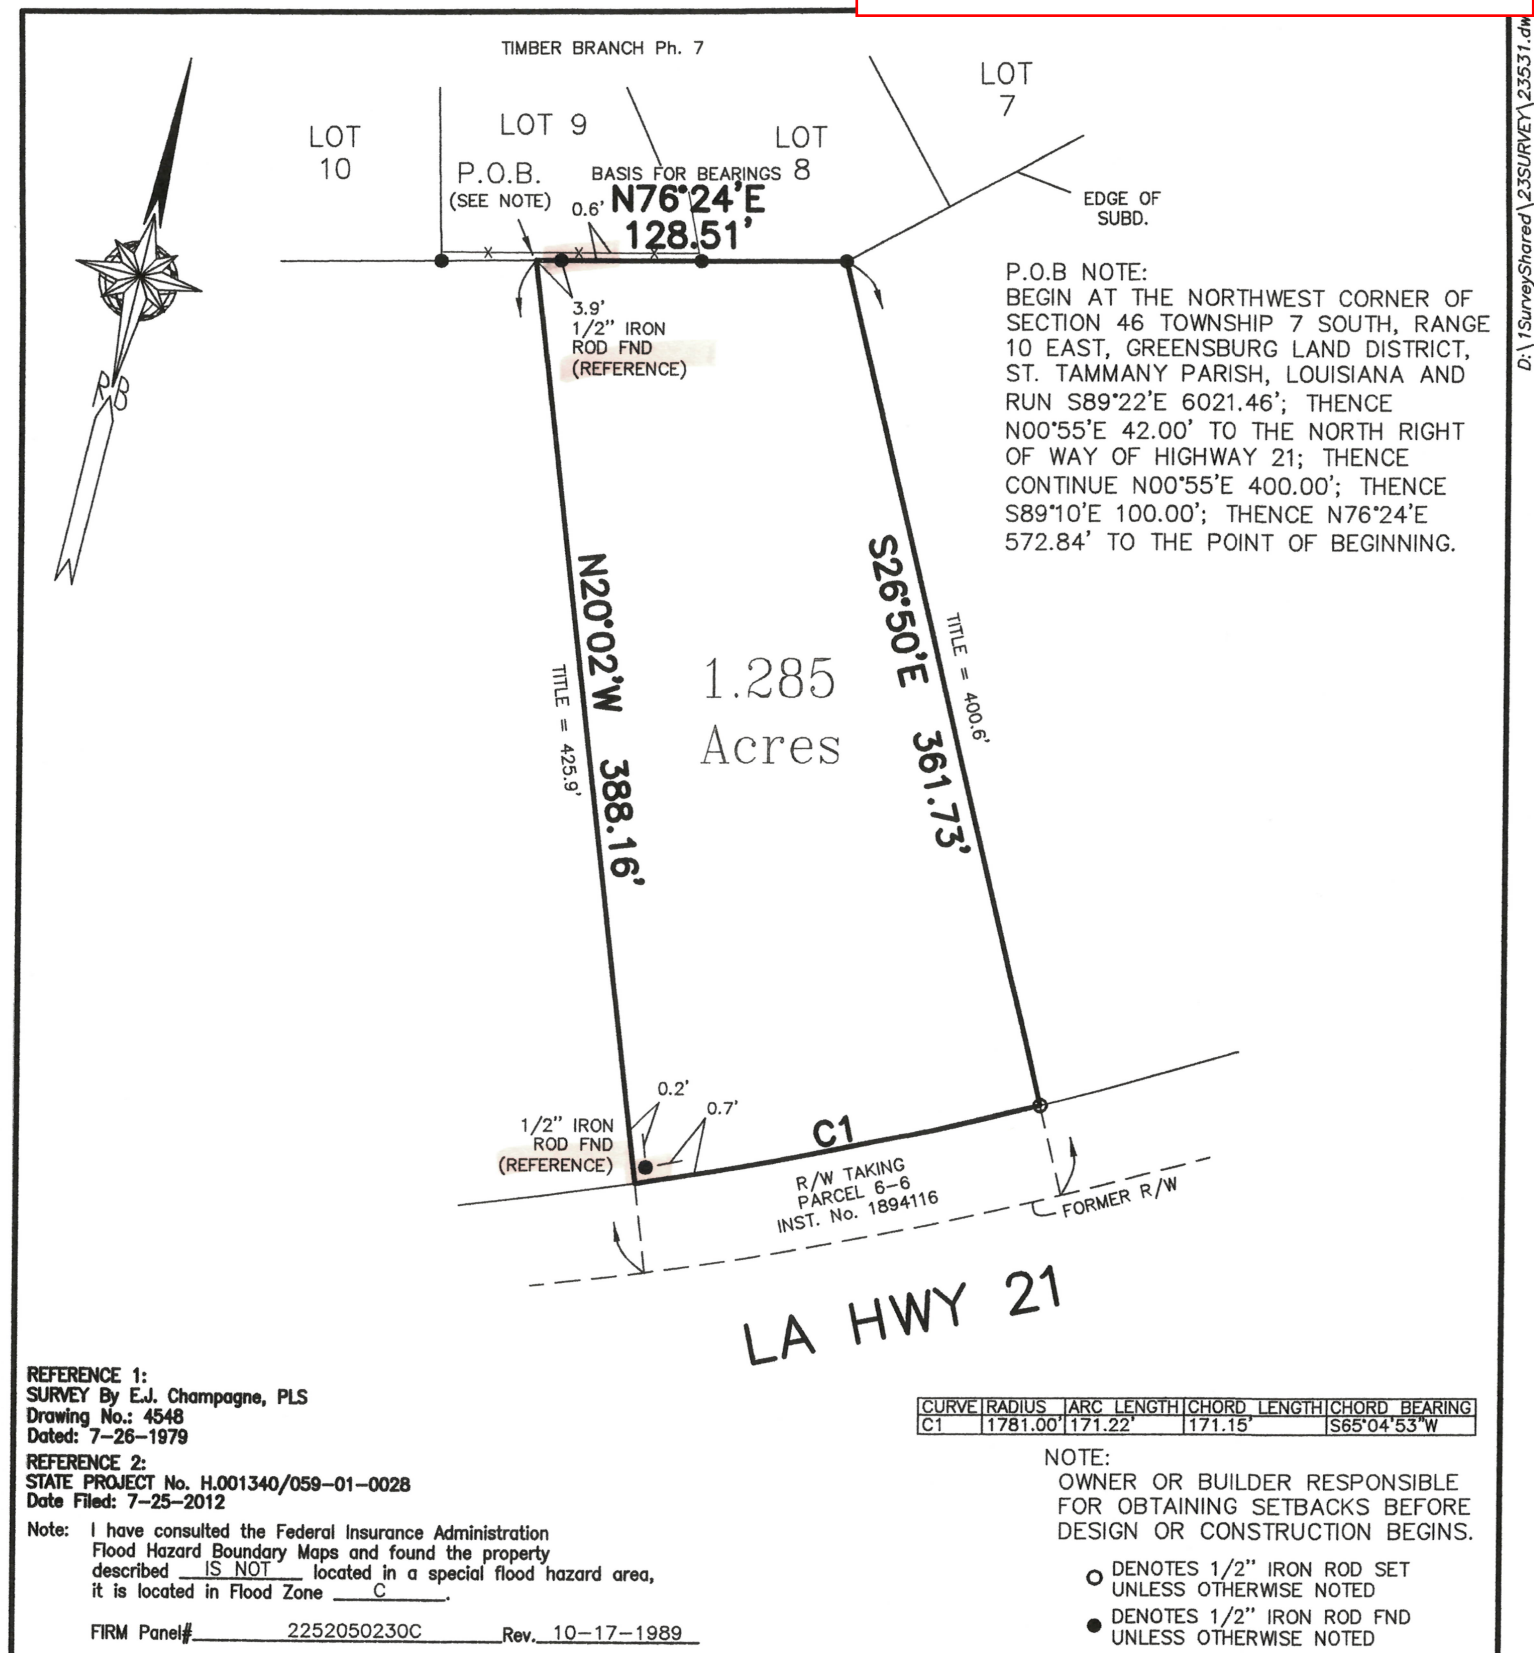 D:\1SurveyShared\23SURVEY\23531.dw
TIMBER BRANCH Ph. 7
LOT
7
LOT 9
LOT
10
LOT
8
P.O.B.
(SEE NOTE)
BASIS FOR BEARINGS
N76°24'E
128.51'
0.6'
EDGE OF
SUBD.
3.9'
1/2" IRON
ROD FND
(REFERENCE)
P.O.B NOTE:
BEGIN AT THE NORTHWEST CORNER OF
SECTION 46 TOWNSHIP 7 SOUTH, RANGE
10 EAST, GREENSBURG LAND DISTRICT,
ST. TAMMANY PARISH, LOUISIANA AND
RUN S89°22'E 6021.46'; THENCE
N00°55'E 42.00' TO THE NORTH RIGHT
OF WAY OF HIGHWAY 21; THENCE
CONTINUE N00°55'E 400.00'; THENCE
S89°10'E 100.00'; THENCE N76°24'E
572.84' TO THE POINT OF BEGINNING.
N20°02'W 388.16'
TITLE = 425.9'
1.285
Acres
S26°50'E 361.73'
TITLE = 400.6'
0.2'
0.7'
1/2" IRON
ROD FND
(REFERENCE)
C1
R/W TAKING
PARCEL 6-6
INST. No. 1894116
FORMER R/W
LA HWY 21
REFERENCE 1:
SURVEY By E.J. Champagne, PLS
Drawing No.: 4548
Dated: 7-26-1979
REFERENCE 2:
STATE PROJECT No. H.001340/059-01-0028
Date Filed: 7-25-2012
Note: I have consulted the Federal Insurance Administration
Flood Hazard Boundary Maps and found the property
described IS NOT located in a special flood hazard area,
it is located in Flood Zone C.
FIRM Panel# 2252050230C Rev. 10-17-1989
CURVE RADIUS ARC LENGTH CHORD LENGTH CHORD BEARING
C1 1781.00' 171.22' 171.15' S65°04'53"W
NOTE:
OWNER OR BUILDER RESPONSIBLE
FOR OBTAINING SETBACKS BEFORE
DESIGN OR CONSTRUCTION BEGINS.
DENOTES 1/2" IRON ROD SET
UNLESS OTHERWISE NOTED
DENOTES 1/2" IRON ROD FND
UNLESS OTHERWISE NOTED